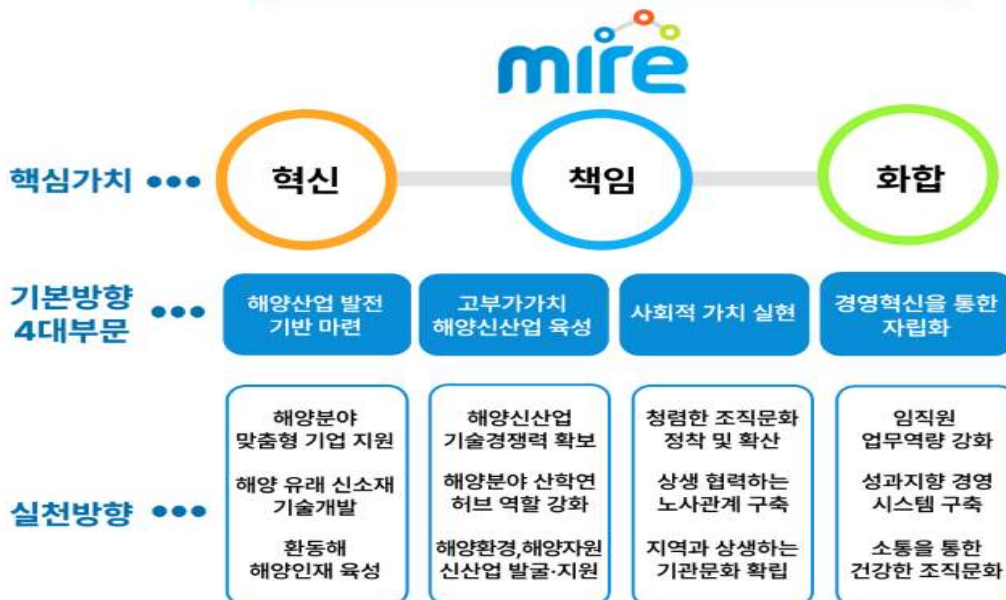 mire
핵심가치
혁신
책임
화합
기본방향
4대부문
해양산업 발전
기반 마련
고부가가치
해양신산업 육성
사회적 가치 실현
경영혁신을 통한
자립화
실천방향
해양분야
맞춤형 기업 지원
해양 유래 신소재
기술개발
환동해
해양인재 육성
해양신산업
기술경쟁력 확보
해양분야 산학연
허브 역할 강화
해양환경,해양자원
신산업 발굴·지원
청렴한 조직문화
정착 및 확산
상생 협력하는
노사관계 구축
지역과 상생하는
기관문화 확립
임직원
업무역량 강화
성과지향 경영
시스템 구축
소통을 통한
건강한 조직문화